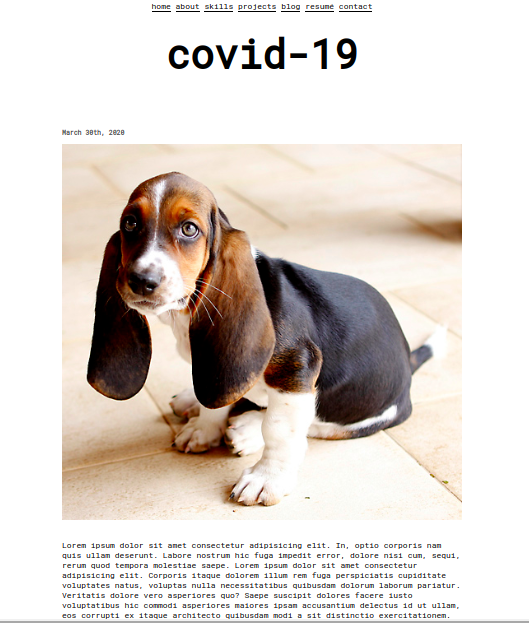 home about skills projects blog resumé contact
covid-19
March 30th, 2020
Lorem ipsum dolor sit amet consectetur adipisicing elit. In, optio corporis nam
quis ullam deserunt. Labore nostrum hic fuga impedit error, dolore nisi cum, sequi,
rerum quod tempora molestiae saepe. Lorem ipsum dolor sit amet consectetur
adipisicing elit. Corporis itaque dolorem illum rem fuga perspiciatis cupiditate
voluptates natus, voluptas nulla necessitatibus quibusdam dolorum laborum pariatur.
Veritatis dolore vero asperiores quo? Saepe suscipit dolores facere iusto
voluptatibus hic commodi asperiores maiores ipsam accusantium delectus id ut ullam,
eos corrupti ex itaque architecto fugit a sit distinctio exercitationem.